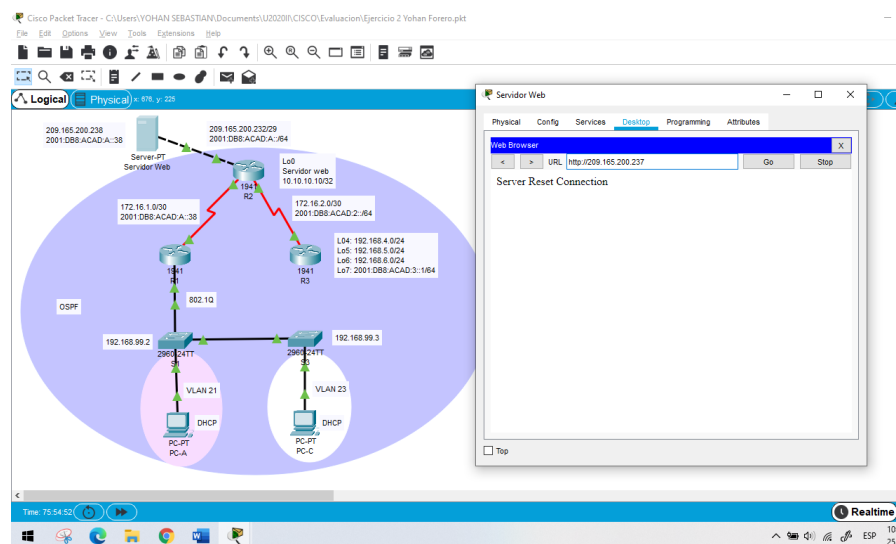 Cisco Packet Tracer - C:\Users\YOHAN SEBASTIAN\Documents\U2020II\CISCO\Evaluacion\Ejercicio 2 Yohan Forero.pkt
File Edit Options View Tools Extensions Help
Logical Physical x: 678, y: 225
209.165.200.238
2001:DB8:ACAD:A::38
Server-PT
Servidor Web
209.165.200.232/29
2001:DB8:ACAD:A::/64
1941
R2
Lo0
Servidor web
10.10.10.10/32
172.16.1.0/30
2001:DB8:ACAD:A::38
172.16.2.0/30
2001:DB8:ACAD:2::/64
1941
R1
1941
R3
L04: 192.168.4.0/24
Lo5: 192.168.5.0/24
Lo6: 192.168.6.0/24
Lo7: 2001:DB8:ACAD:3::1/64
OSPF
802.1Q
192.168.99.2
2960-24TT
S1
192.168.99.3
2960-24TT
S3
VLAN 21
DHCP
PC-PT
PC-A
VLAN 23
DHCP
PC-PT
PC-C
Servidor Web
Physical Config Services Desktop Programming Attributes
Web Browser X
< > URL http://209.165.200.237 Go Stop
Server Reset Connection
Top
Time: 75:54:52
Realtime
ESP